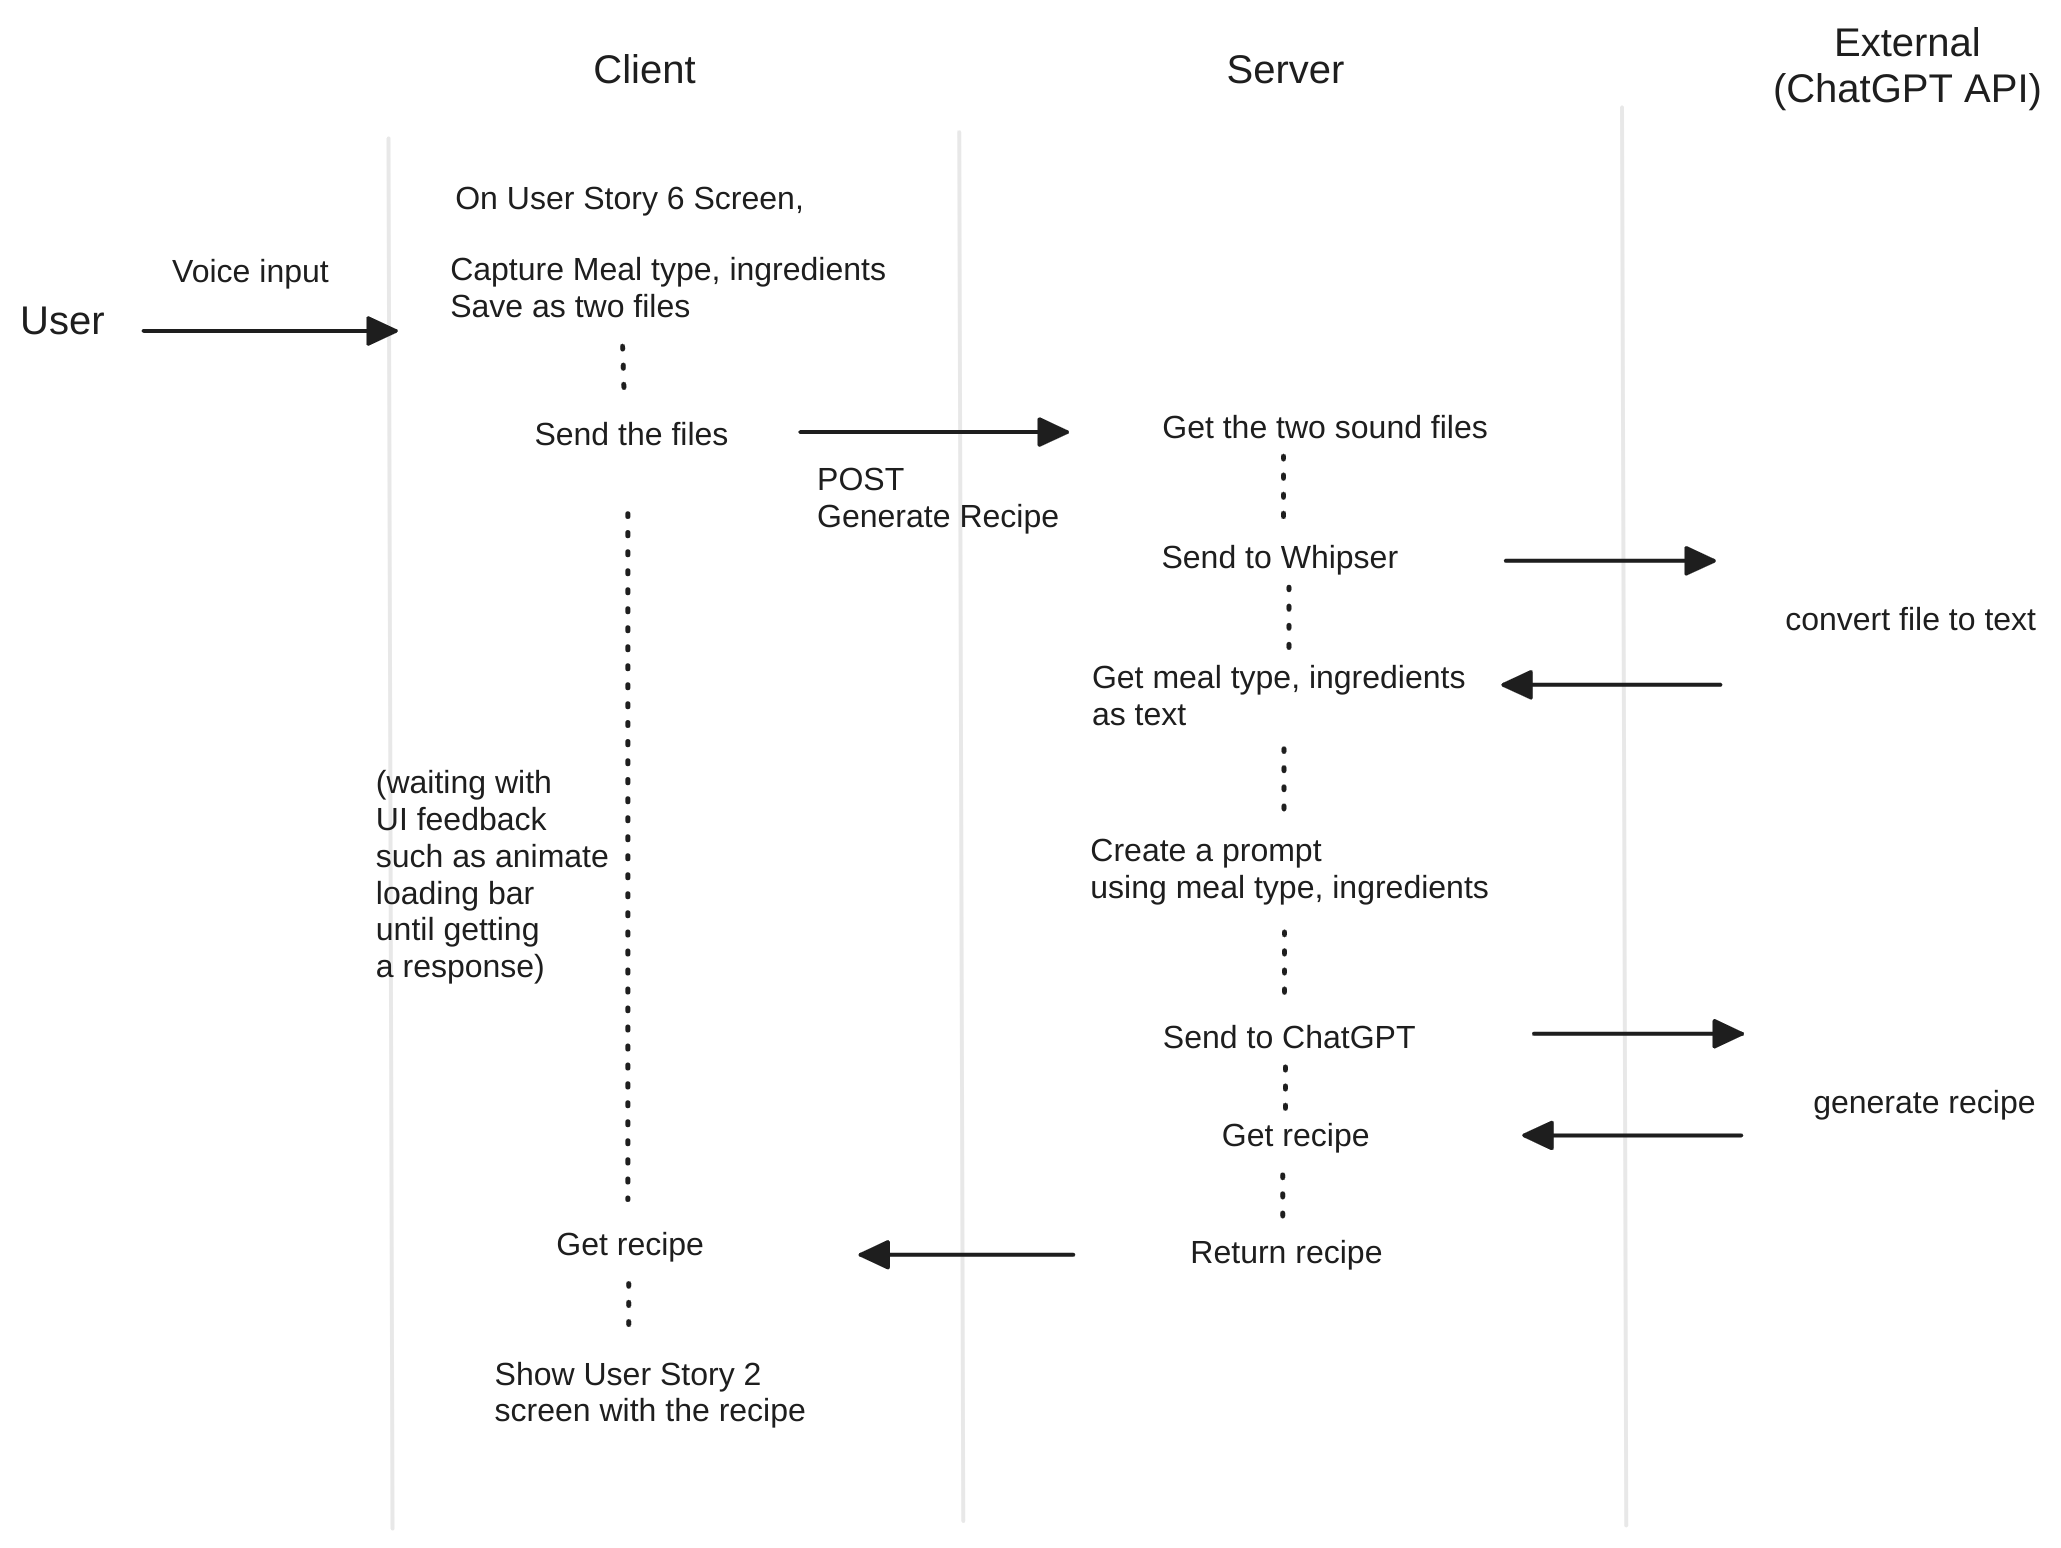 Client
Server
External
(ChatGPT API)
On User Story 6 Screen,
Voice input
Capture Meal type, ingredients
Save as two files
User
Send the files
Get the two sound files
POST
Generate Recipe
Send to Whipser
convert file to text
Get meal type, ingredients
as text
(waiting with
UI feedback
such as animate
loading bar
until getting
a response)
Create a prompt
using meal type, ingredients
Send to ChatGPT
generate recipe
Get recipe
Get recipe
Return recipe
Show User Story 2
screen with the recipe